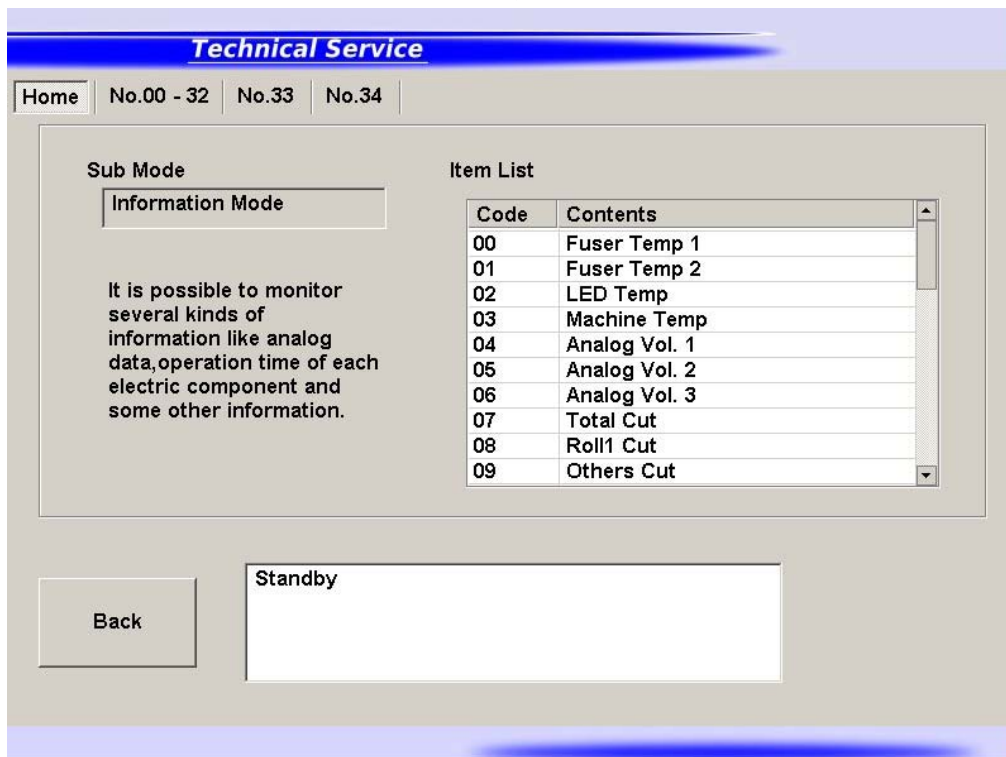 Technical Service
Home No.00 - 32 No.33 No.34
Sub Mode
Information Mode
It is possible to monitor
several kinds of
information like analog
data,operation time of each
electric component and
some other information.
Item List
Code Contents
00 Fuser Temp 1
01 Fuser Temp 2
02 LED Temp
03 Machine Temp
04 Analog Vol. 1
05 Analog Vol. 2
06 Analog Vol. 3
07 Total Cut
08 Roll1 Cut
09 Others Cut
Back
Standby